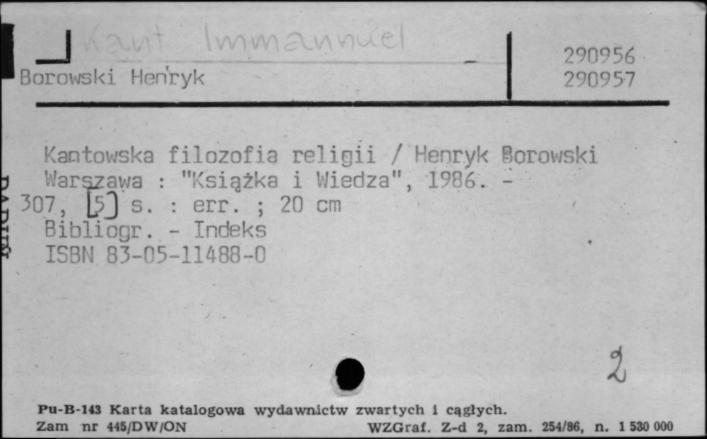 Kant Immannuel
290956
Borowski Henryk
290957
Kantowska filozofia religii / Henryk Borowski
Warszawa : "Książka i Wiedza", 1986. -
307, [5] s. : err. ; 20 cm
Bibliogr. - Indeks
ISBN 83-05-11488-0
2
Pu-B-143 Karta katalogowa wydawnictw zwartych i cągłych.
Zam nr 445/DW/ON WZGraf. Z-d 2, zam. 254/86, n. 1 530 000